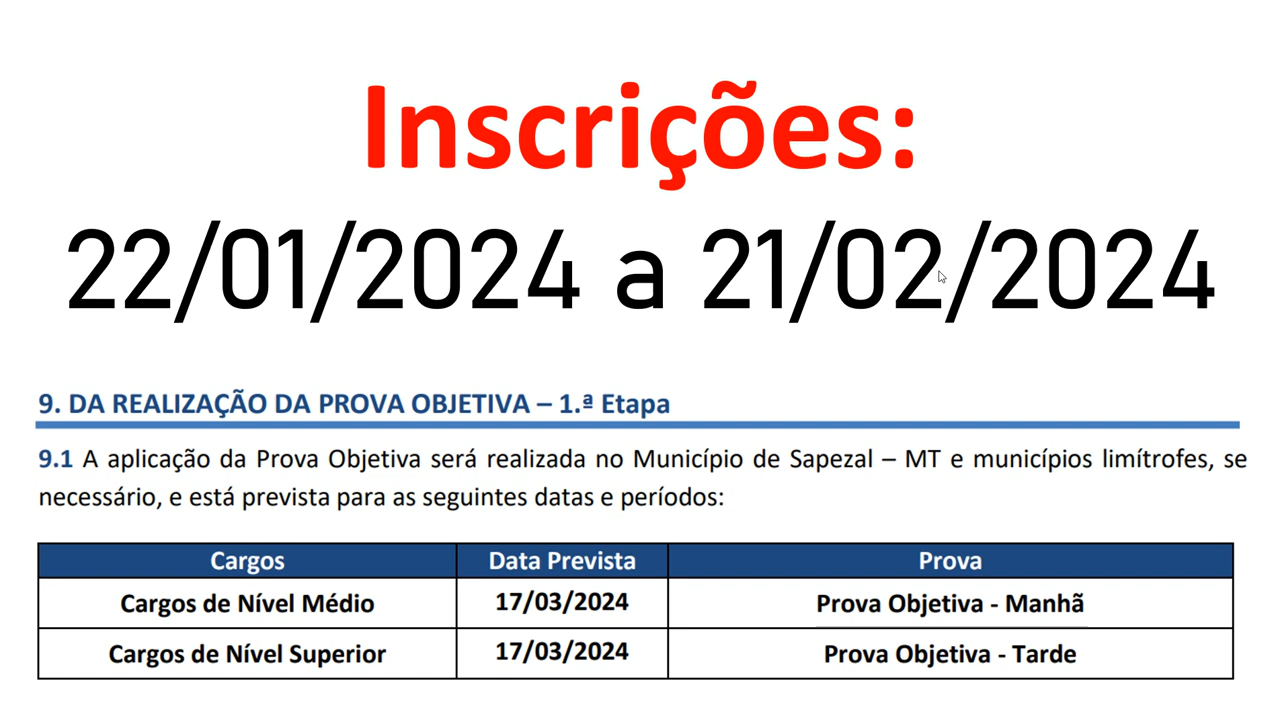 Inscrições:
22/01/2024 a 21/02/2024
9. DA REALIZAÇÃO DA PROVA OBJETIVA – 1.ª Etapa
9.1 A aplicação da Prova Objetiva será realizada no Município de Sapezal – MT e municípios limítrofes, se
necessário, e está prevista para as seguintes datas e períodos:
Cargos Data Prevista Prova
Cargos de Nível Médio 17/03/2024 Prova Objetiva - Manhã
Cargos de Nível Superior 17/03/2024 Prova Objetiva - Tarde